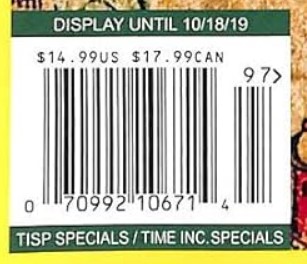 DISPLAY UNTIL 10/18/19
$14.99US $17.99CAN
97>
0 70992 10671 4
TISP SPECIALS / TIME INC. SPECIALS